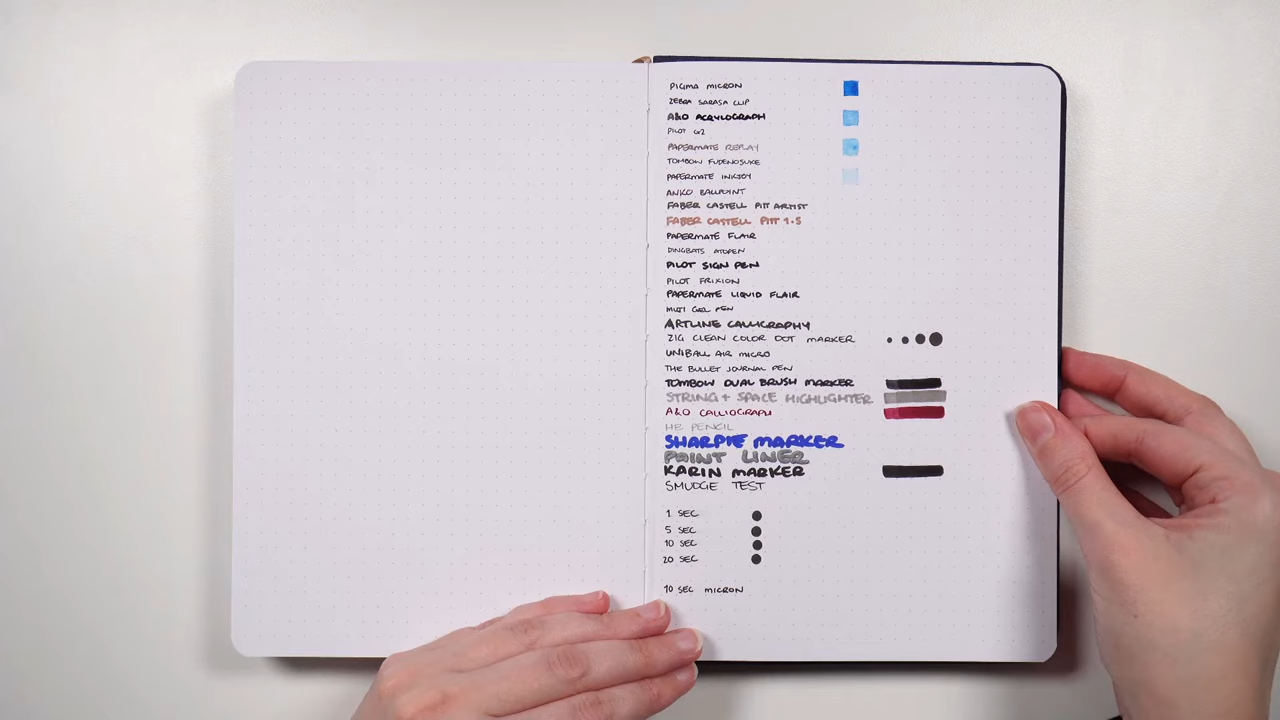 PIGMA MICRON
ZEBRA SARASA CLIP
A&O ACRYLOGRAPH
PILOT G2
PAPERMATE REPLAY
TOMBOW FUDENOSUKE
PAPERMATE INKJOY
ANKO BALLPOINT
FABER CASTELL PITT ARTIST
FABER CASTELL PITT 1.5
PAPERMATE FLAIR
DINGBATS ATOPEN
PILOT SIGN PEN
PILOT FRIXION
PAPERMATE LIQUID FLAIR
MUJI GEL PEN
ARTLINE CALLIGRAPHY
ZIG CLEAN COLOR DOT MARKER
UNIBALL AIR MICRO
THE BULLET JOURNAL PEN
TOMBOW DUAL BRUSH MARKER
STRING + SPACE HIGHLIGHTER
A&O CALLIOGRAPH
HB PENCIL
SHARPIE MARKER
PAINT LINER
KARIN MARKER
SMUDGE TEST
1 SEC
5 SEC
10 SEC
20 SEC
10 SEC MICRON